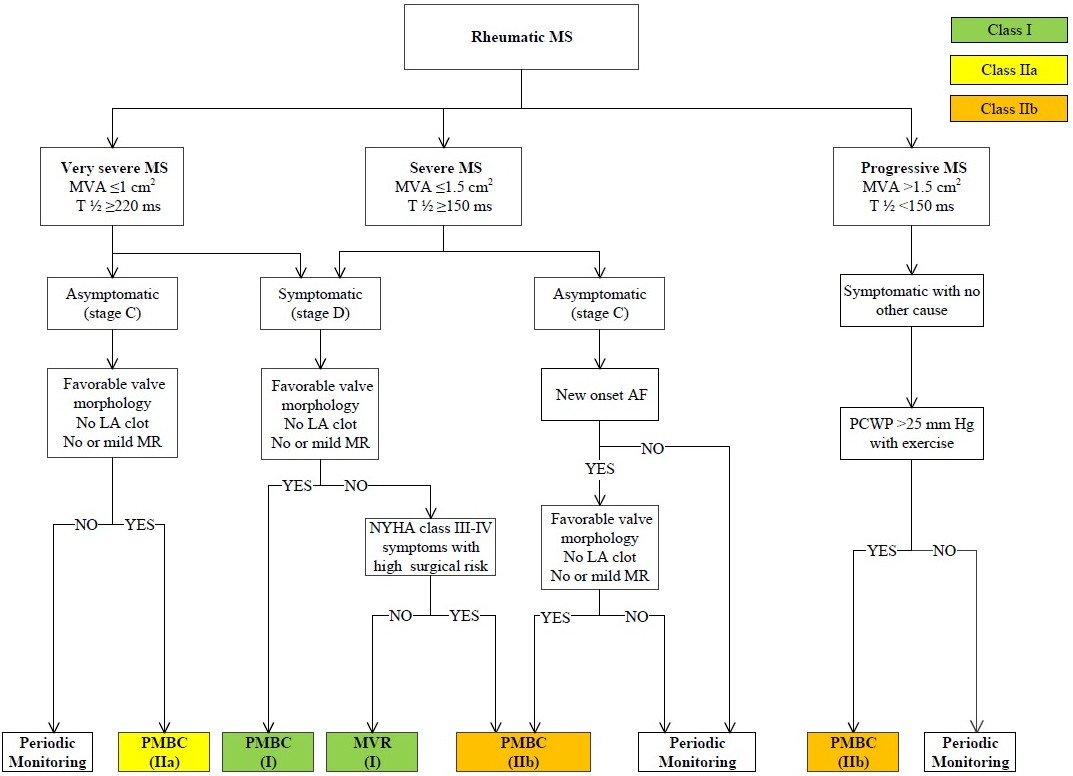 Rheumatic MS
Class I
Class IIa
Class IIb
Very severe MS
MVA ≤1 cm²
T ½ ≥220 ms
Severe MS
MVA ≤1.5 cm²
T ½ ≥150 ms
Progressive MS
MVA >1.5 cm²
T ½ <150 ms
Asymptomatic
(stage C)
Symptomatic
(stage D)
Asymptomatic
(stage C)
Symptomatic with no
other cause
Favorable valve
morphology
No LA clot
No or mild MR
Favorable valve
morphology
No LA clot
No or mild MR
New onset AF
PCWP >25 mm Hg
with exercise
NO
YES
YES
NO
NYHA class III-IV
symptoms with
high surgical risk
Favorable valve
morphology
No LA clot
No or mild MR
NO
YES
YES
NO
NO
YES
YES
NO
Periodic
Monitoring
PMBC
(IIa)
PMBC
(I)
MVR
(I)
PMBC
(IIb)
Periodic
Monitoring
PMBC
(IIb)
Periodic
Monitoring